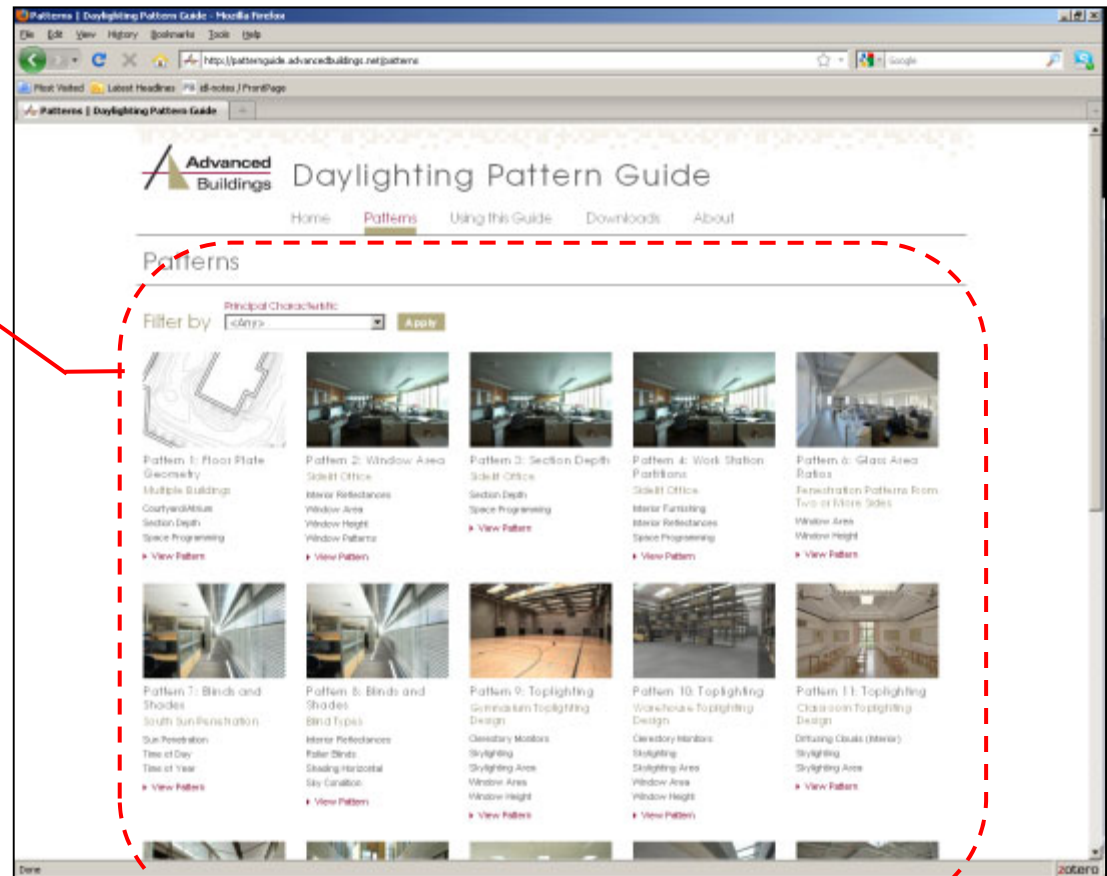 Patterns | Daylighting Pattern Guide - Mozilla Firefox
File Edit View History Bookmarks Tools Help
http://patternguide.advancedbuildings.net/patterns
Google
Most Visited Latest Headlines idl-notes / FrontPage
Patterns | Daylighting Pattern Guide
Advanced Buildings
Daylighting Pattern Guide
Home Patterns Using this Guide Downloads About
Patterns
Principal Characteristic
Filter by <Any> Apply
Pattern 1: Floor Plate
Geometry
Multiple Buildings
Courtyard/Atrium
Section Depth
Space Programming
View Pattern
Pattern 2: Window Area
Sidelit Office
Interior Reflectances
Window Area
Window Height
Window Patterns
View Pattern
Pattern 3: Section Depth
Sidelit Office
Section Depth
Space Programming
View Pattern
Pattern 4: Work Station
Partitions
Sidelit Office
Interior Furnishing
Interior Reflectances
Space Programming
View Pattern
Pattern 6: Glass Area
Ratios
Fenestration Patterns From
Two or More Sides
Window Area
Window Height
View Pattern
Pattern 7: Blinds and
Shades
South Sun Penetration
Sun Penetration
Time of Day
Time of Year
View Pattern
Pattern 8: Blinds and
Shades
Blind Types
Interior Reflectances
Roller Blinds
Shading Horizontal
Sky Condition
View Pattern
Pattern 9: Toplighting
Gymnasium Toplighting
Design
Clerestory Monitors
Skylighting
Skylighting Area
Window Area
Window Height
View Pattern
Pattern 10: Toplighting
Warehouse Toplighting
Design
Clerestory Monitors
Skylighting
Skylighting Area
Window Area
Window Height
View Pattern
Pattern 11: Toplighting
Classroom Toplighting
Design
Diffusing Clouds (Interior)
Skylighting
Skylighting Area
View Pattern
Done
zotero